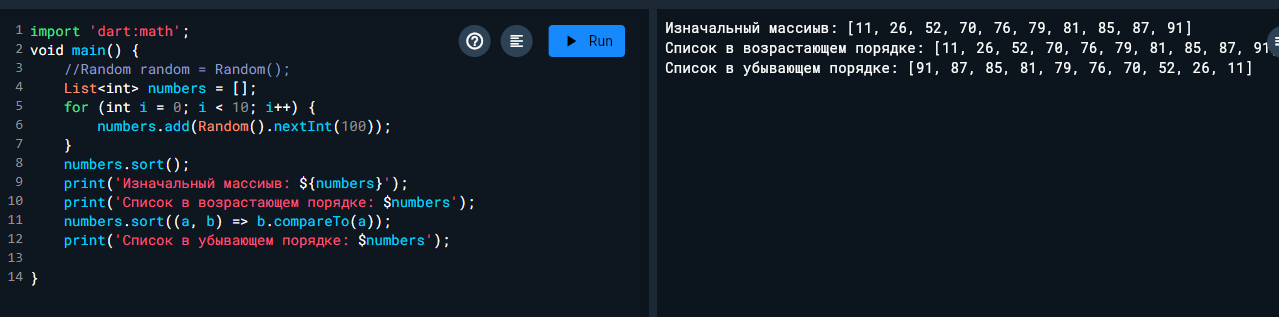 1 import 'dart:math';
2 void main() {
3 //Random random = Random();
4 List<int> numbers = [];
5 for (int i = 0; i < 10; i++) {
6 numbers.add(Random().nextInt(100));
7 }
8 numbers.sort();
9 print('Изначальный массиыв: ${numbers}');
10 print('Список в возрастающем порядке: $numbers');
11 numbers.sort((a, b) => b.compareTo(a));
12 print('Список в убывающем порядке: $numbers');
13
14 }
? Run
Изначальный массиыв: [11, 26, 52, 70, 76, 79, 81, 85, 87, 91]
Список в возрастающем порядке: [11, 26, 52, 70, 76, 79, 81, 85, 87, 91
Список в убывающем порядке: [91, 87, 85, 81, 79, 76, 70, 52, 26, 11]